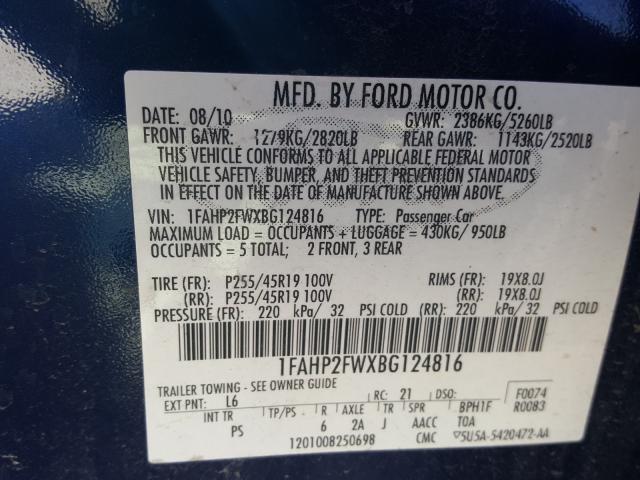 MFD. BY FORD MOTOR CO.
DATE: 08/10 GVWR: 2386KG/5260LB
FRONT GAWR: 1279KG/2820LB REAR GAWR: 1143KG/2520LB
THIS VEHICLE CONFORMS TO ALL APPLICABLE FEDERAL MOTOR
VEHICLE SAFETY, BUMPER, AND THEFT PREVENTION STANDARDS
IN EFFECT ON THE DATE OF MANUFACTURE SHOWN ABOVE.
VIN: 1FAHP2FWXBG124816 TYPE: Passenger Car
MAXIMUM LOAD = OCCUPANTS + LUGGAGE = 430KG/ 950LB
OCCUPANTS = 5 TOTAL; 2 FRONT, 3 REAR
TIRE (FR): P255/45R19 100V RIMS (FR): 19X8.0J
(RR): P255/45R19 100V (RR): 19X8.0J
PRESSURE (FR): 220 kPa/ 32 PSI COLD (RR): 220 kPa/ 32 PSI COLD
1FAHP2FWXBG124816
TRAILER TOWING - SEE OWNER GUIDE
EXT PNT: L6 RC: 21 DSO: F0074
INT TR TP/PS R AXLE TR SPR BPH1F R0083
PS 6 2A J AACC TOA
1201008250698 CMC 5U5A-5420472-AA